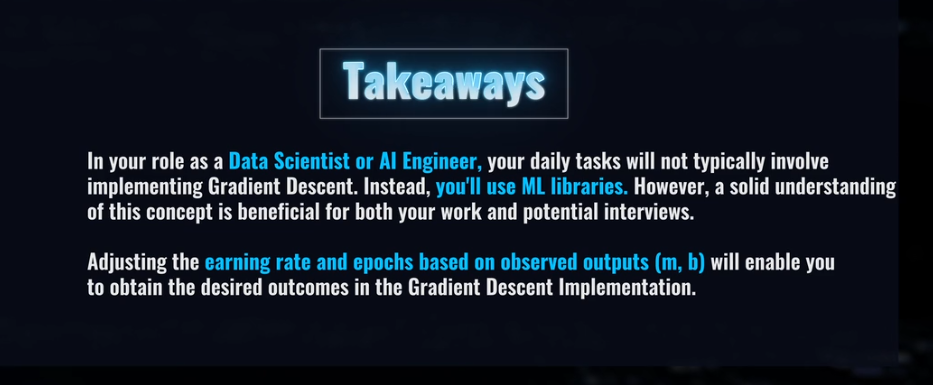 Takeaways
In your role as a Data Scientist or AI Engineer, your daily tasks will not typically involve
implementing Gradient Descent. Instead, you'll use ML libraries. However, a solid understanding
of this concept is beneficial for both your work and potential interviews.
Adjusting the earning rate and epochs based on observed outputs (m, b) will enable you
to obtain the desired outcomes in the Gradient Descent Implementation.